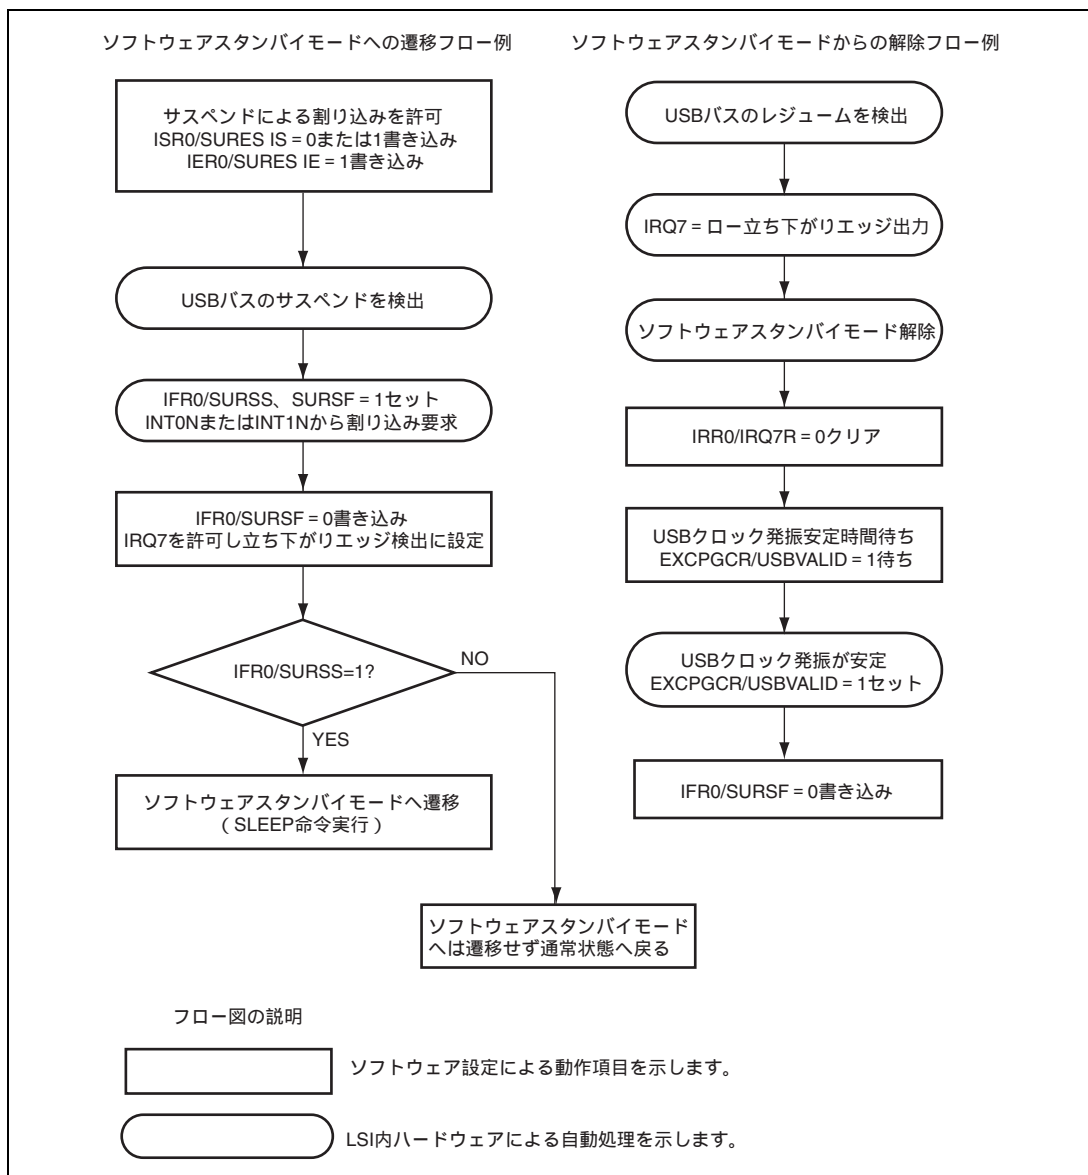 ソフトウェアスタンバイモードへの遷移フロー例
サスペンドによる割り込みを許可
ISR0/SURES IS = 0または1書き込み
IER0/SURES IE = 1書き込み
USBバスのサスペンドを検出
IFR0/SURSS、SURSF = 1セット
INT0NまたはINT1Nから割り込み要求
IFR0/SURSF = 0書き込み
IRQ7を許可し立ち下がりエッジ検出に設定
IFR0/SURSS=1?
NO
YES
ソフトウェアスタンバイモードへ遷移
( SLEEP命令実行 )
ソフトウェアスタンバイモード
へは遷移せず通常状態へ戻る
ソフトウェアスタンバイモードからの解除フロー例
USBバスのレジュームを検出
IRQ7 = ロー立ち下がりエッジ出力
ソフトウェアスタンバイモード解除
IRR0/IRQ7R = 0クリア
USBクロック発振安定時間待ち
EXCPGCR/USBVALID = 1待ち
USBクロック発振が安定
EXCPGCR/USBVALID = 1セット
IFR0/SURSF = 0書き込み
フロー図の説明
ソフトウェア設定による動作項目を示します。
LSI内ハードウェアによる自動処理を示します。